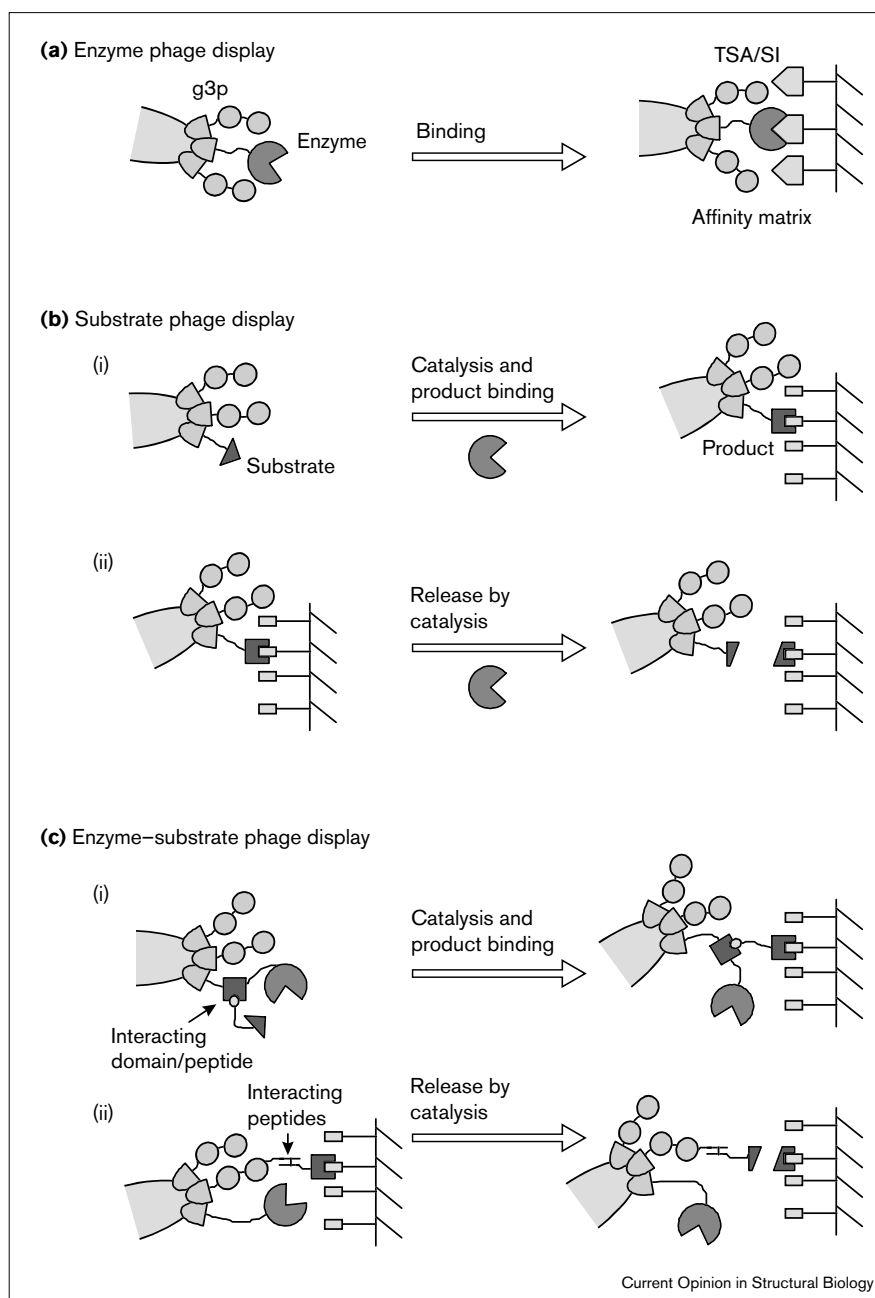 (a) Enzyme phage display
g3p
Enzyme
Binding
TSA/SI
Affinity matrix
(b) Substrate phage display
(i)
Substrate
Catalysis and
product binding
Product
(ii)
Release by
catalysis
(c) Enzyme–substrate phage display
(i)
Interacting
domain/peptide
Catalysis and
product binding
(ii)
Interacting
peptides
Release by
catalysis
Current Opinion in Structural Biology